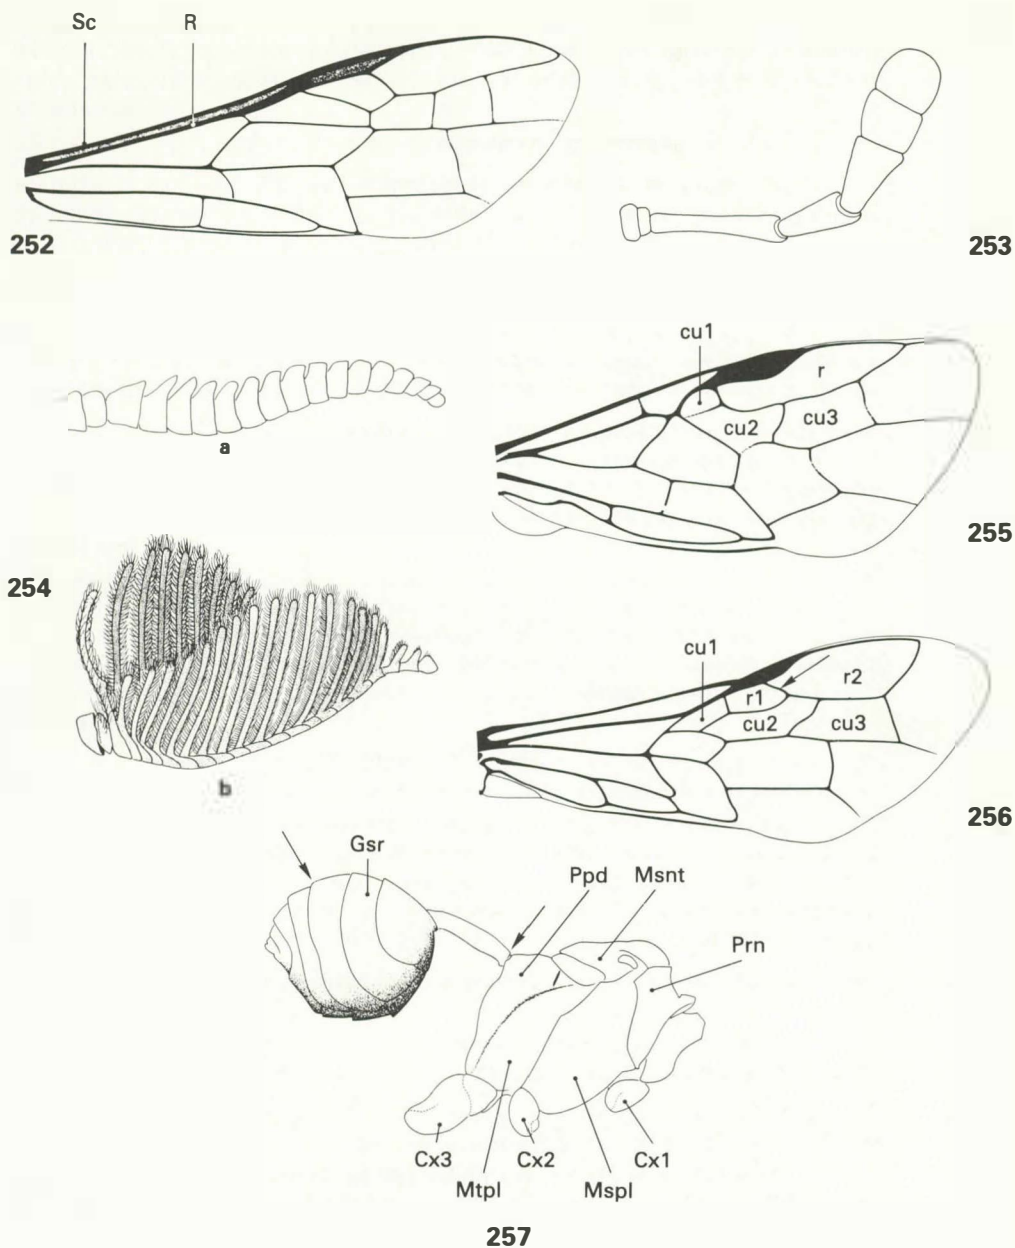 Sc R
252
253
a
254
b
cu1
r
cu2 cu3
255
cu1
r1 r2
cu2 cu3
256
Gsr
Ppd Msnt
Prn
Cx3 Cx2 Cx1
Mtpl Mspl
257